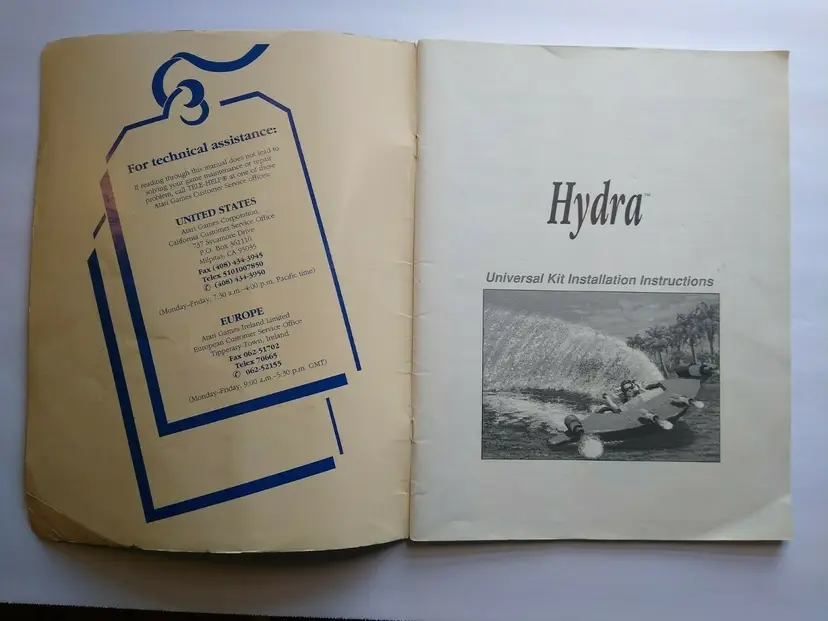 For technical assistance:
If reading through this manual does not lead to
solving your game maintenance or repair
problem, call TELE-HELP® at one of these
Atari Games Customer Service offices:
UNITED STATES
Atari Games Corporation
California Customer Service Office
737 Sycamore Drive
P.O. Box 362110
Milpitas, CA 95035
Fax (408) 434-3945
Telex 5101007850
✆ (408) 434-3950
(Monday–Friday, 7:30 a.m.–4:00 p.m. Pacific time)
EUROPE
Atari Games Ireland Limited
European Customer Service Office
Tipperary Town, Ireland
Fax 062-51702
Telex 70665
✆ 062-52155
(Monday–Friday, 9:00 a.m.–5:30 p.m. GMT)
Hydra™
Universal Kit Installation Instructions